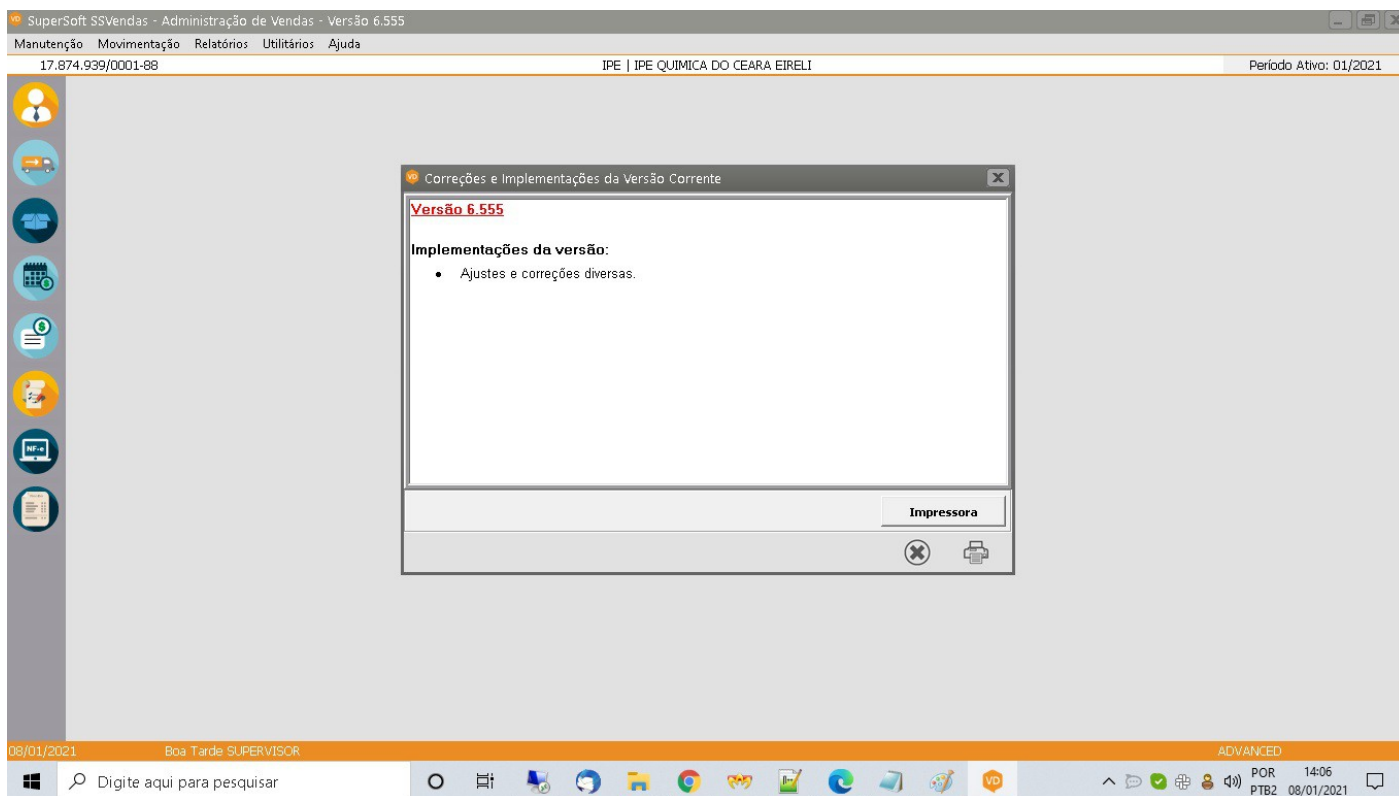 SuperSoft SSVendas - Administração de Vendas - Versão 6.555
Manutenção Movimentação Relatórios Utilitários Ajuda
17.874.939/0001-88 IPE | IPE QUIMICA DO CEARA EIRELI Período Ativo: 01/2021
Correções e Implementações da Versão Corrente
Versão 6.555
Implementações da versão:
• Ajustes e correções diversas.
Impressora
NF-e
08/01/2021 Boa Tarde SUPERVISOR ADVANCED
Digite aqui para pesquisar
VD
POR 14:06
PTB2 08/01/2021